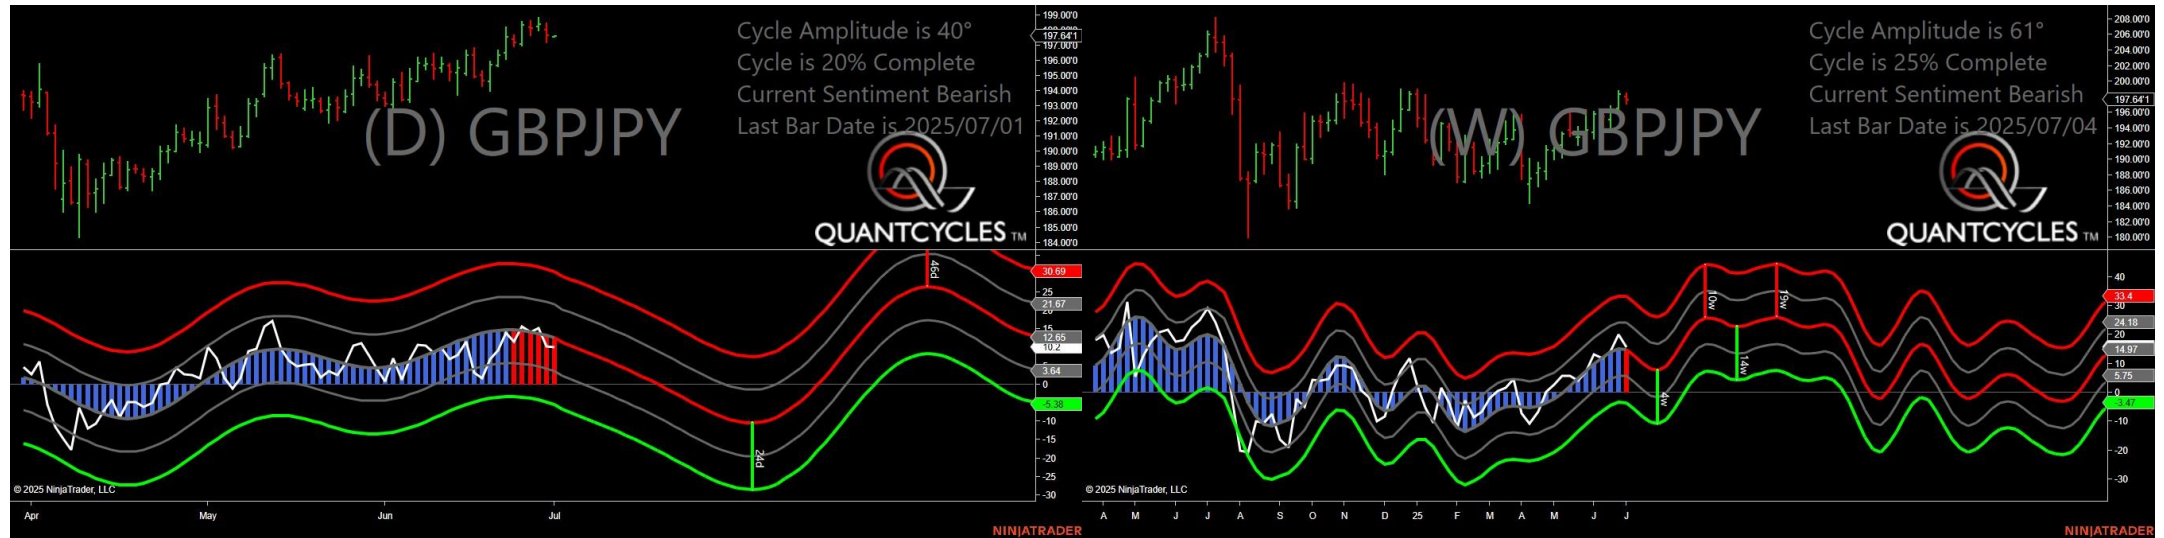 Cycle Amplitude is 40°
Cycle is 20% Complete
Current Sentiment Bearish
Last Bar Date is 2025/07/01
(D) GBPJPY
QUANTCYCLES TM
199.00'0
197.64'1
197.00'0
196.00'0
195.00'0
194.00'0
193.00'0
192.00'0
191.00'0
190.00'0
189.00'0
188.00'0
187.00'0
186.00'0
185.00'0
184.00'0
46d
24d
30.69
25
21.67
20
15
12.65
10.2
5
3.64
0
-5.38
-10
-15
-20
-25
-30
© 2025 NinjaTrader, LLC
Apr May Jun Jul
NINJATRADER
Cycle Amplitude is 61°
Cycle is 25% Complete
Current Sentiment Bearish
Last Bar Date is 2025/07/04
(W) GBPJPY
QUANTCYCLES TM
208.00'0
206.00'0
204.00'0
202.00'0
200.00'0
197.64'1
196.00'0
194.00'0
192.00'0
190.00'0
188.00'0
186.00'0
184.00'0
182.00'0
180.00'0
10w
19w
14w
4w
40
33.4
30
24.18
20
14.97
10
5.75
0
-3.47
-10
-20
-30
© 2025 NinjaTrader, LLC
A M J J A S O N D 25 F M A M J J
NINJATRADER